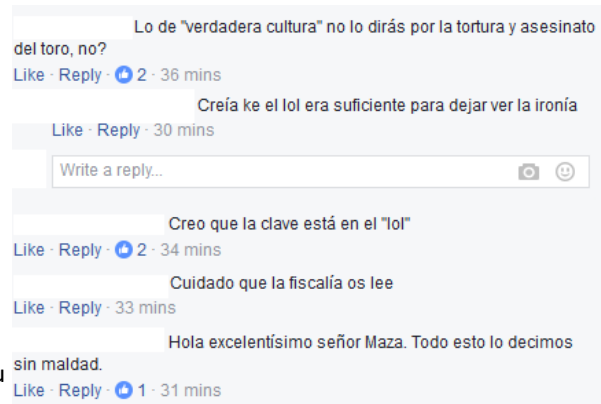 Lo de "verdadera cultura" no lo dirás por la tortura y asesinato
del toro, no?
Like · Reply · 2 · 36 mins
Creía ke el lol era suficiente para dejar ver la ironía
Like · Reply · 30 mins
Write a reply...
Creo que la clave está en el "lol"
Like · Reply · 2 · 34 mins
Cuidado que la fiscalía os lee
Like · Reply · 33 mins
Hola excelentísimo señor Maza. Todo esto lo decimos
sin maldad.
Like · Reply · 1 · 31 mins